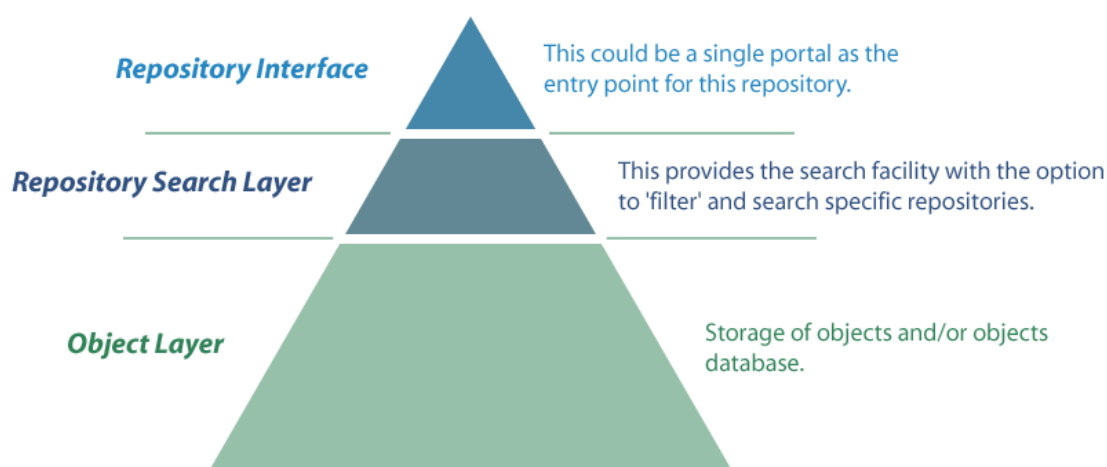 Repository Interface
This could be a single portal as the
entry point for this repository.
Repository Search Layer
This provides the search facility with the option
to 'filter' and search specific repositories.
Object Layer
Storage of objects and/or objects
database.